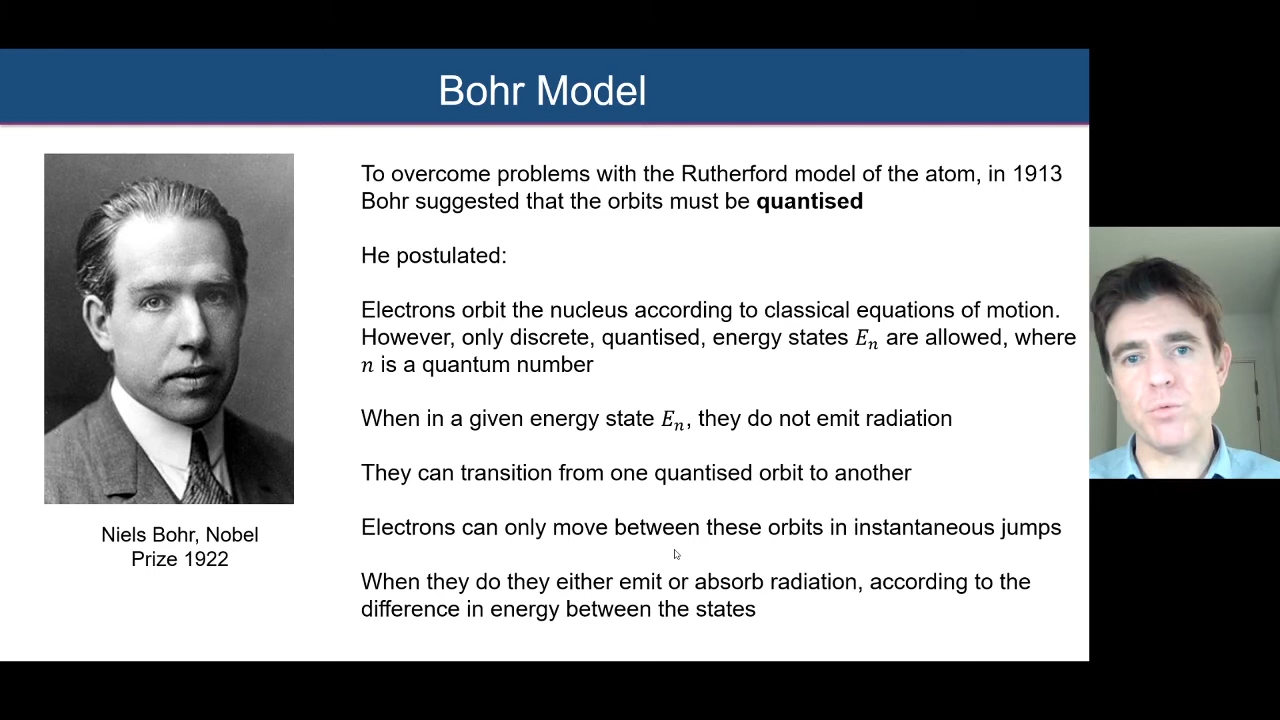 Bohr Model
To overcome problems with the Rutherford model of the atom, in 1913
Bohr suggested that the orbits must be quantised
He postulated:
Electrons orbit the nucleus according to classical equations of motion.
However, only discrete, quantised, energy states Eₙ are allowed, where
n is a quantum number
When in a given energy state Eₙ, they do not emit radiation
They can transition from one quantised orbit to another
Electrons can only move between these orbits in instantaneous jumps
When they do they either emit or absorb radiation, according to the
difference in energy between the states
Niels Bohr, Nobel
Prize 1922